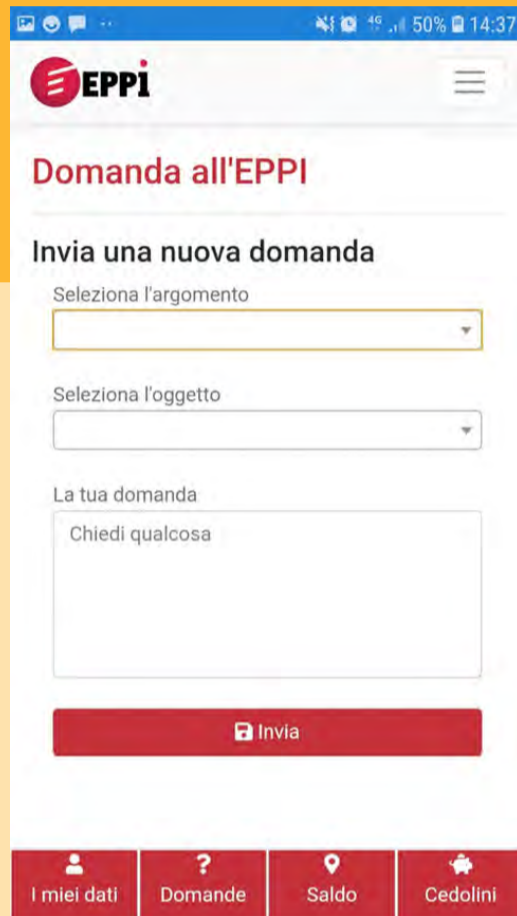 4G 50% 14:37
EPPI
Domanda all'EPPI
Invia una nuova domanda
Seleziona l'argomento
Seleziona l'oggetto
La tua domanda
Chiedi qualcosa
Invia
I miei dati Domande Saldo Cedolini